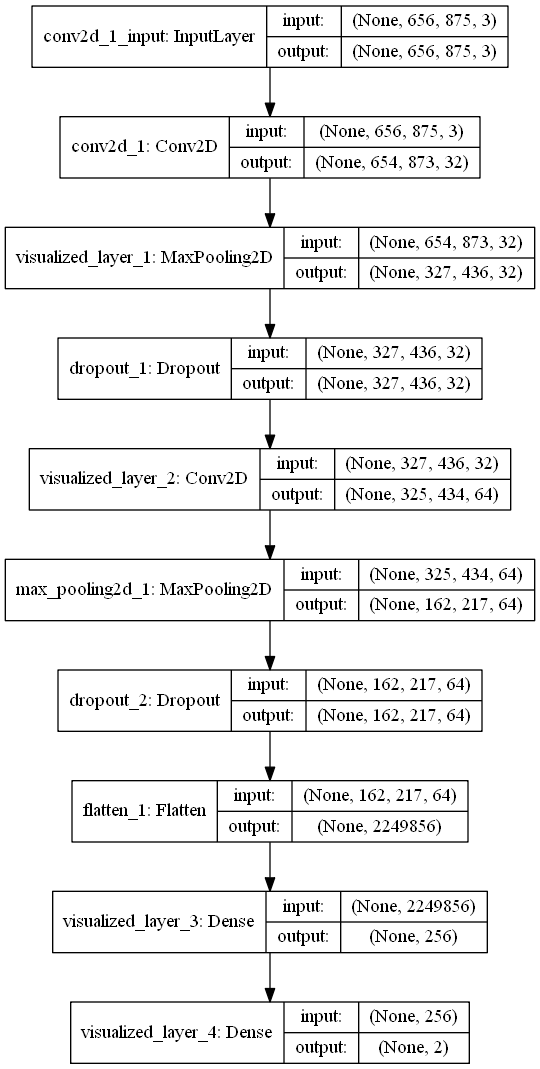 conv2d_1_input: InputLayer
input: (None, 656, 875, 3)
output: (None, 656, 875, 3)
conv2d_1: Conv2D
input: (None, 656, 875, 3)
output: (None, 654, 873, 32)
visualized_layer_1: MaxPooling2D
input: (None, 654, 873, 32)
output: (None, 327, 436, 32)
dropout_1: Dropout
input: (None, 327, 436, 32)
output: (None, 327, 436, 32)
visualized_layer_2: Conv2D
input: (None, 327, 436, 32)
output: (None, 325, 434, 64)
max_pooling2d_1: MaxPooling2D
input: (None, 325, 434, 64)
output: (None, 162, 217, 64)
dropout_2: Dropout
input: (None, 162, 217, 64)
output: (None, 162, 217, 64)
flatten_1: Flatten
input: (None, 162, 217, 64)
output: (None, 2249856)
visualized_layer_3: Dense
input: (None, 2249856)
output: (None, 256)
visualized_layer_4: Dense
input: (None, 256)
output: (None, 2)